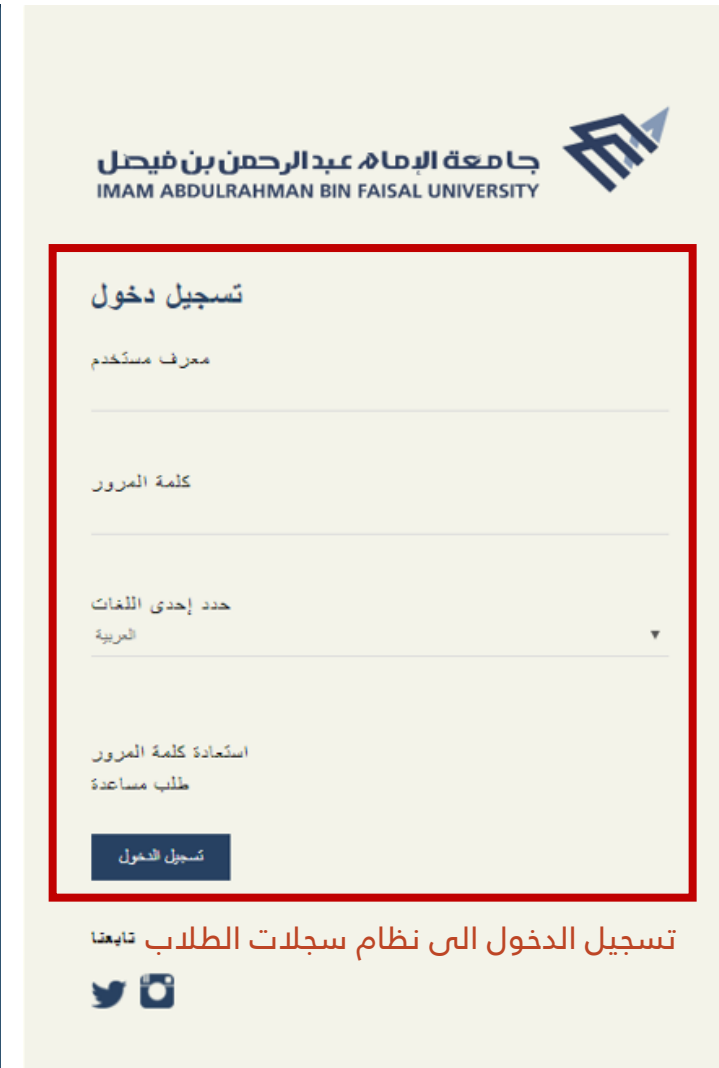 جامعة الإمام عبدالرحمن بن فيصل
IMAM ABDULRAHMAN BIN FAISAL UNIVERSITY
تسجيل دخول
معرف مستخدم
كلمة المرور
حدد إحدى اللغات
العربية
استعادة كلمة المرور
طلب مساعدة
تسجيل الدخول
تسجيل الدخول الى نظام سجلات الطلاب
تابعنا